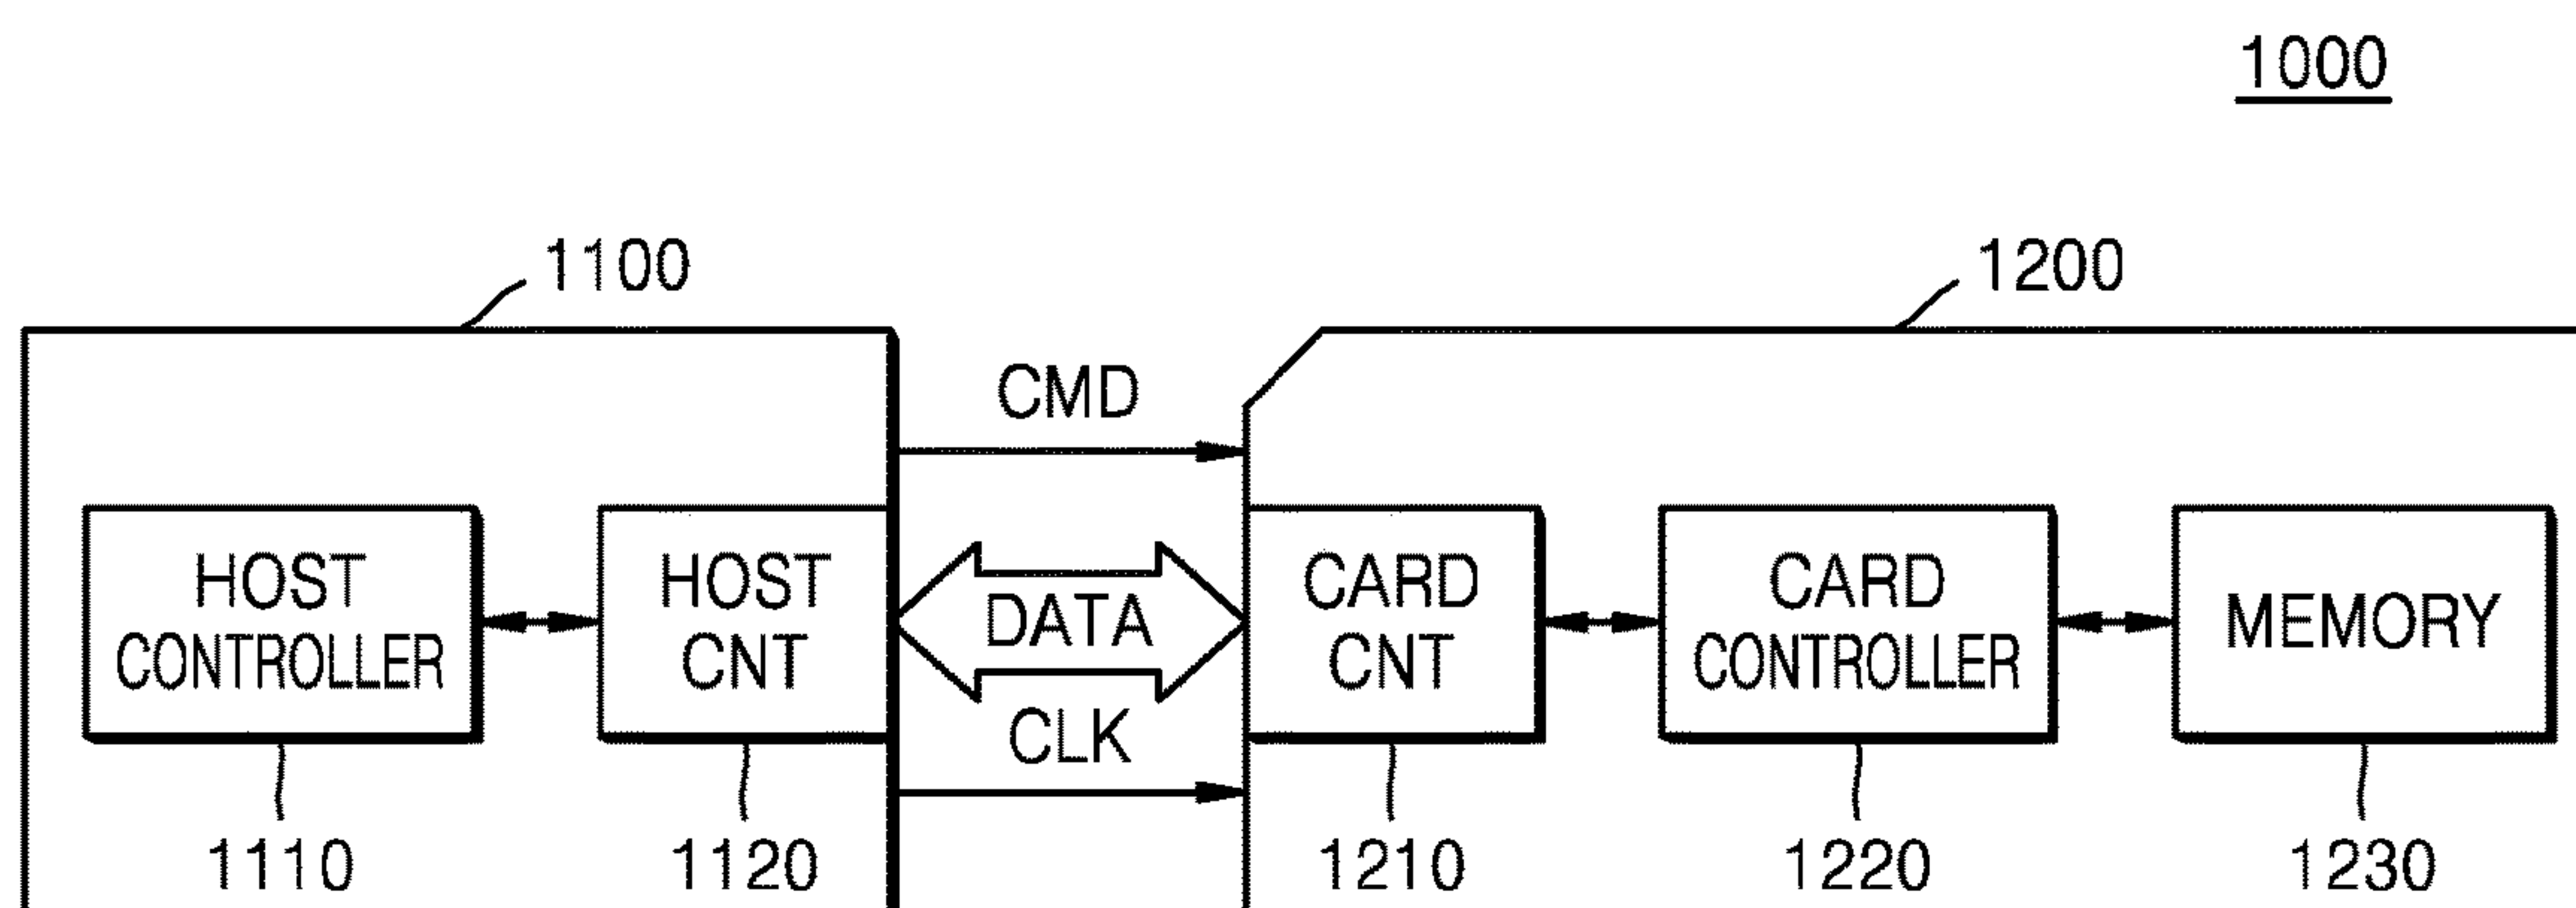 1000
1100
1200
CMD
HOST
CONTROLLER
HOST
CNT
DATA
CARD
CNT
CARD
CONTROLLER
MEMORY
CLK
1110
1120
1210
1220
1230